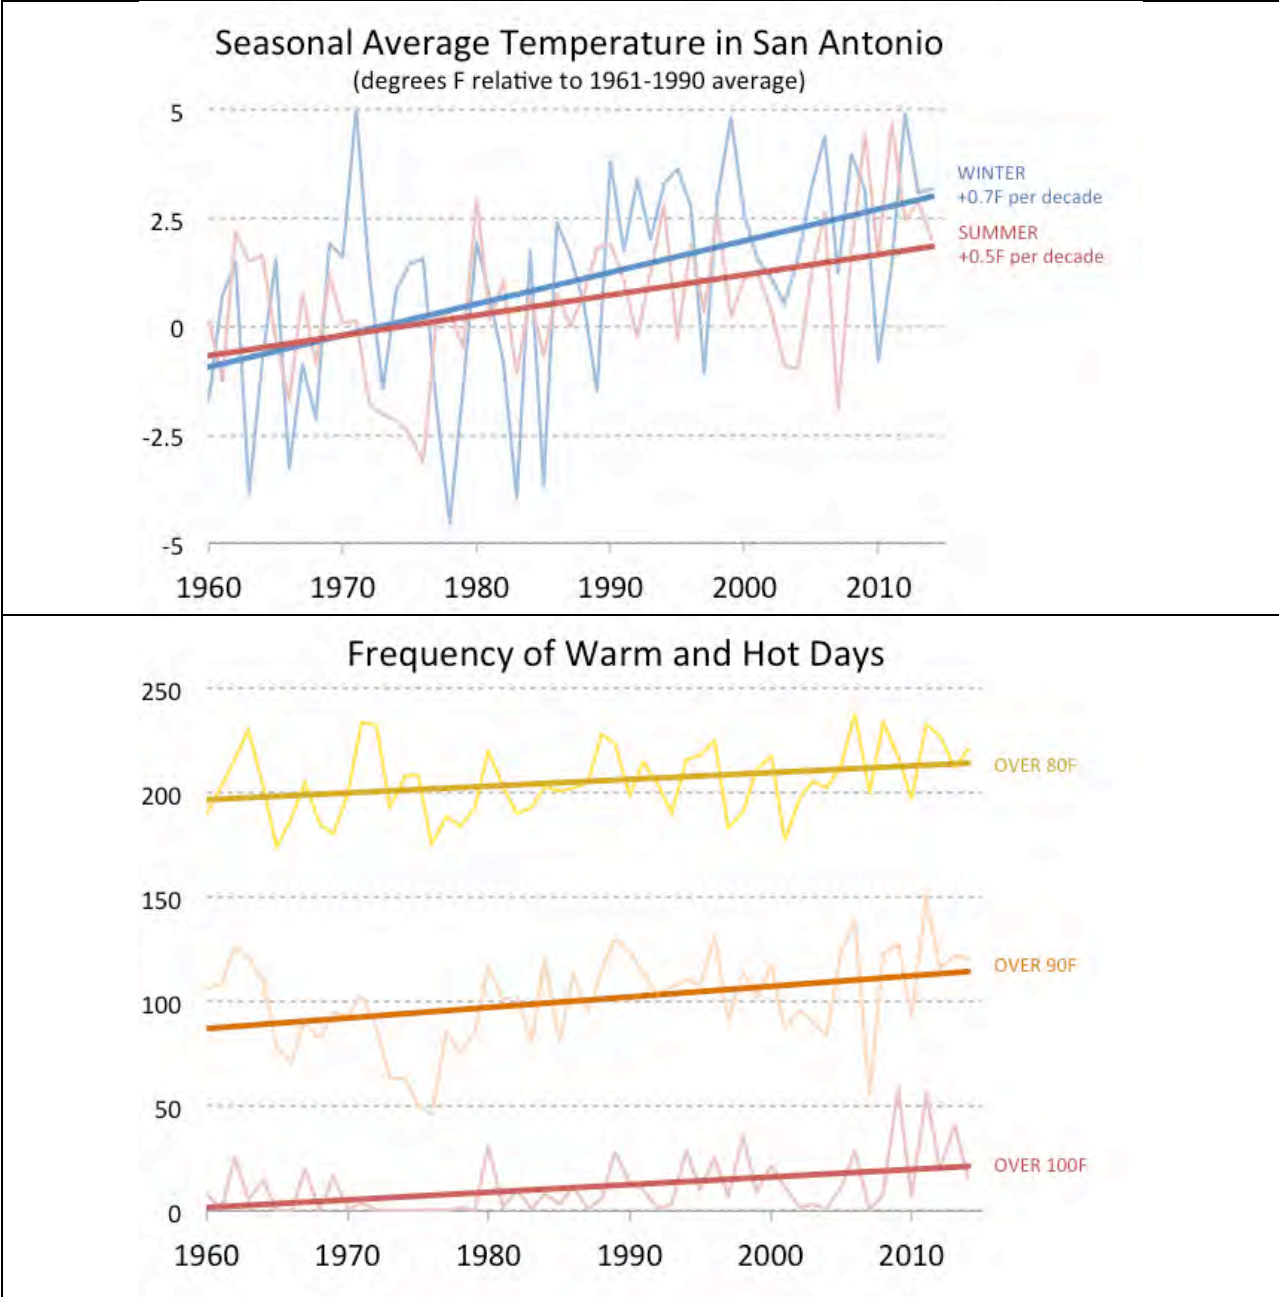 Seasonal Average Temperature in San Antonio
(degrees F relative to 1961-1990 average)
5
2.5
0
-2.5
-5
WINTER
+0.7F per decade
SUMMER
+0.5F per decade
1960 1970 1980 1990 2000 2010
Frequency of Warm and Hot Days
250
200
150
100
50
0
OVER 80F
OVER 90F
OVER 100F
1960 1970 1980 1990 2000 2010